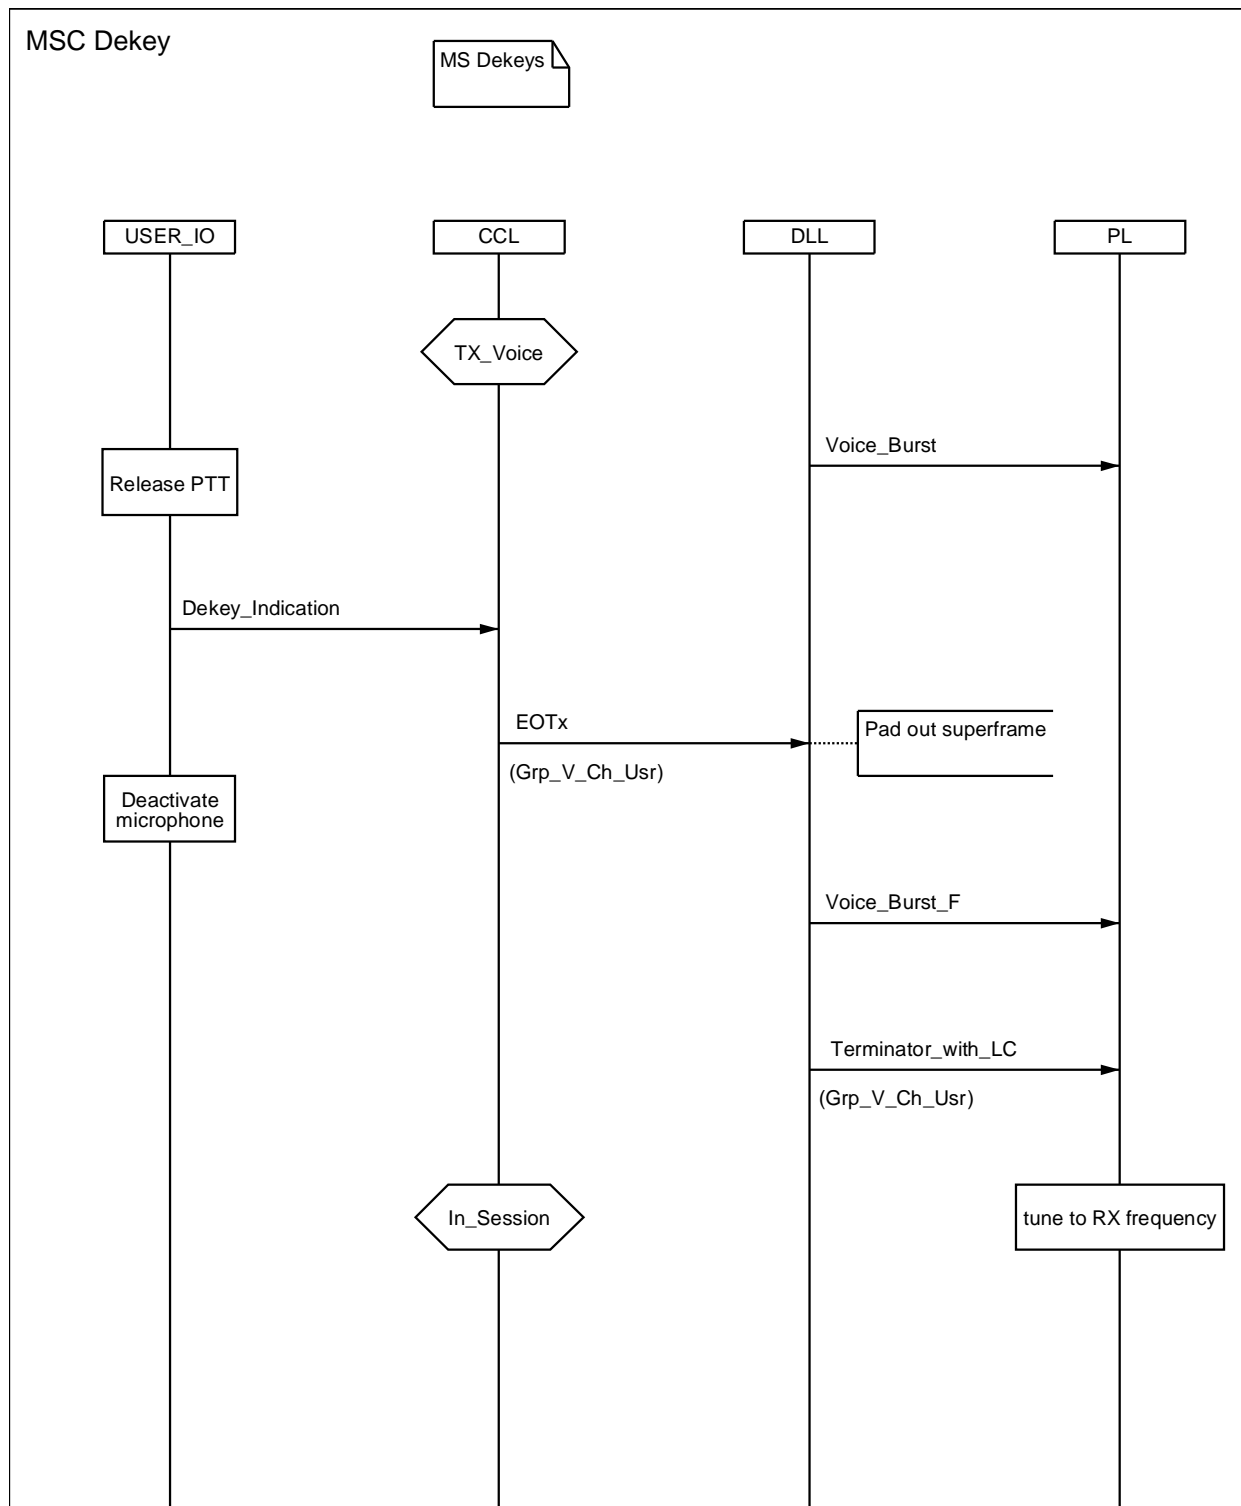 MSC Dekey
MS Dekeys
USER_IO
CCL
DLL
PL
TX_Voice
Voice_Burst
Release PTT
Dekey_Indication
EOTx
Pad out superframe
(Grp_V_Ch_Usr)
Deactivate
microphone
Voice_Burst_F
Terminator_with_LC
(Grp_V_Ch_Usr)
In_Session
tune to RX frequency